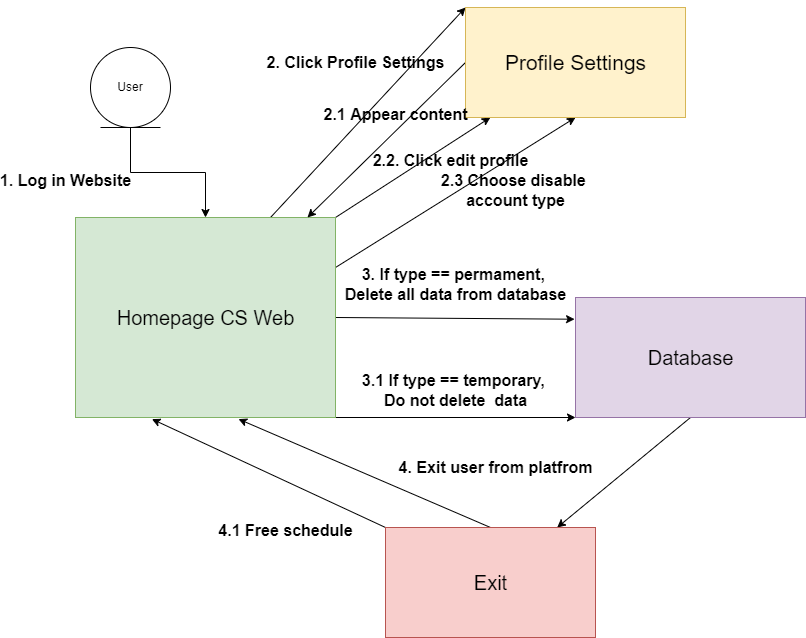 2. Click Profile Settings
Profile Settings
User
2.1 Appear content
2.2. Click edit profile
1. Log in Website
2.3 Choose disable
account type
3. If type == permament,
Delete all data from database
Homepage CS Web
Database
3.1 If type == temporary,
Do not delete data
4. Exit user from platfrom
4.1 Free schedule
Exit